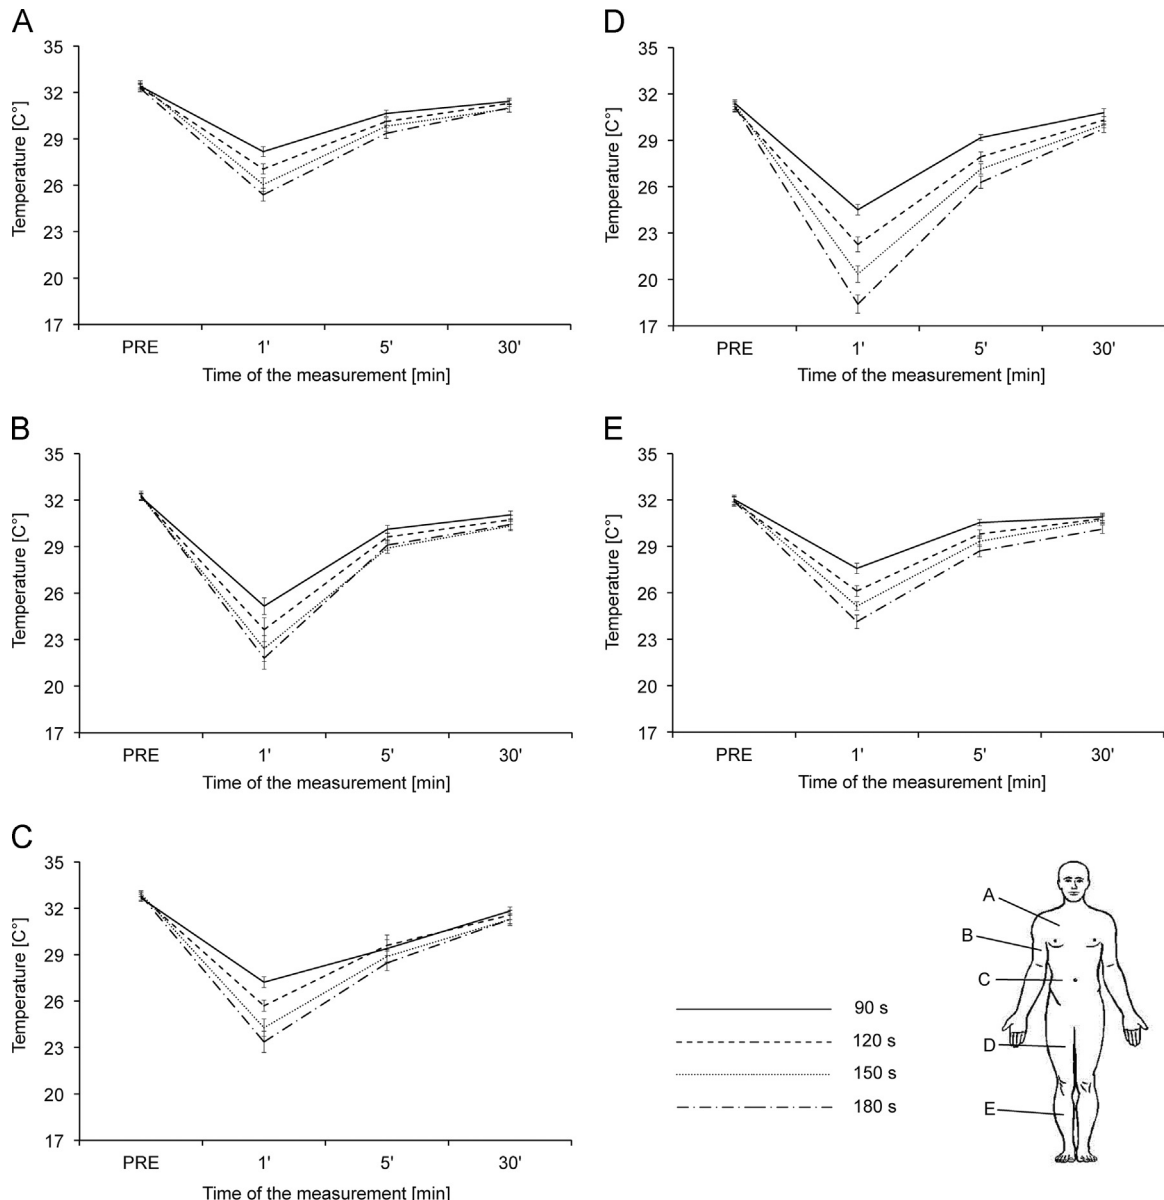 A
35
32
29
26
23
20
17
Temperature [C°]
PRE 1' 5' 30'
Time of the measurement [min]
D
35
32
29
26
23
20
17
Temperature [C°]
PRE 1' 5' 30'
Time of the measurement [min]
B
35
32
29
26
23
20
17
Temperature [C°]
PRE 1' 5' 30'
Time of the measurement [min]
E
35
32
29
26
23
20
17
Temperature [C°]
PRE 1' 5' 30'
Time of the measurement [min]
C
35
32
29
26
23
20
17
Temperature [C°]
PRE 1' 5' 30'
Time of the measurement [min]
90 s
120 s
150 s
180 s
A
B
C
D
E